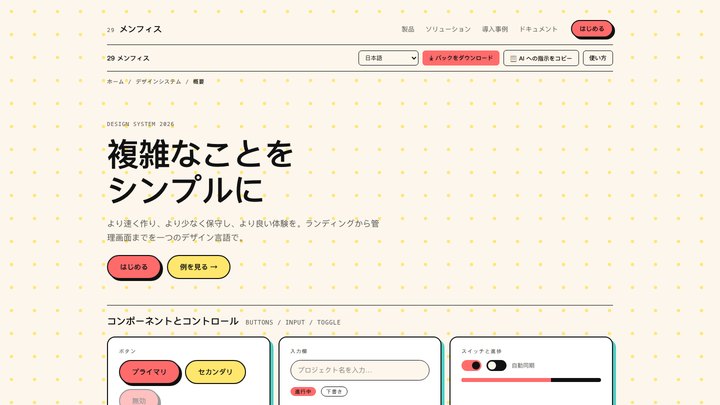 29 メンフィス
製品 ソリューション 導入事例 ドキュメント はじめる
29 メンフィス
日本語 パックをダウンロード AI への指示をコピー 使い方
ホーム / デザインシステム / 概要
DESIGN SYSTEM 2026
複雑なことを
シンプルに
より速く作り、より少なく保守し、より良い体験を。ランディングから管
理画面までを一つのデザイン言語で。
はじめる 例を見る →
コンポーネントとコントロール BUTTONS / INPUT / TOGGLE
ボタン
プライマリ セカンダリ
無効
入力欄
プロジェクト名を入力...
進行中 下書き
スイッチと進捗
自動同期